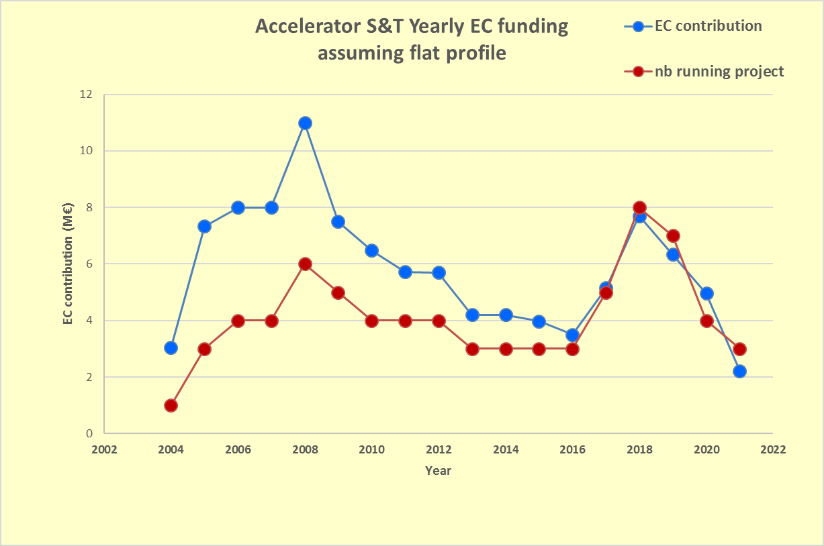 Accelerator S&T Yearly EC funding
assuming flat profile
EC contribution
nb running project
12
10
8
6
4
2
0
EC contribution (M€)
2002 2004 2006 2008 2010 2012 2014 2016 2018 2020 2022
Year